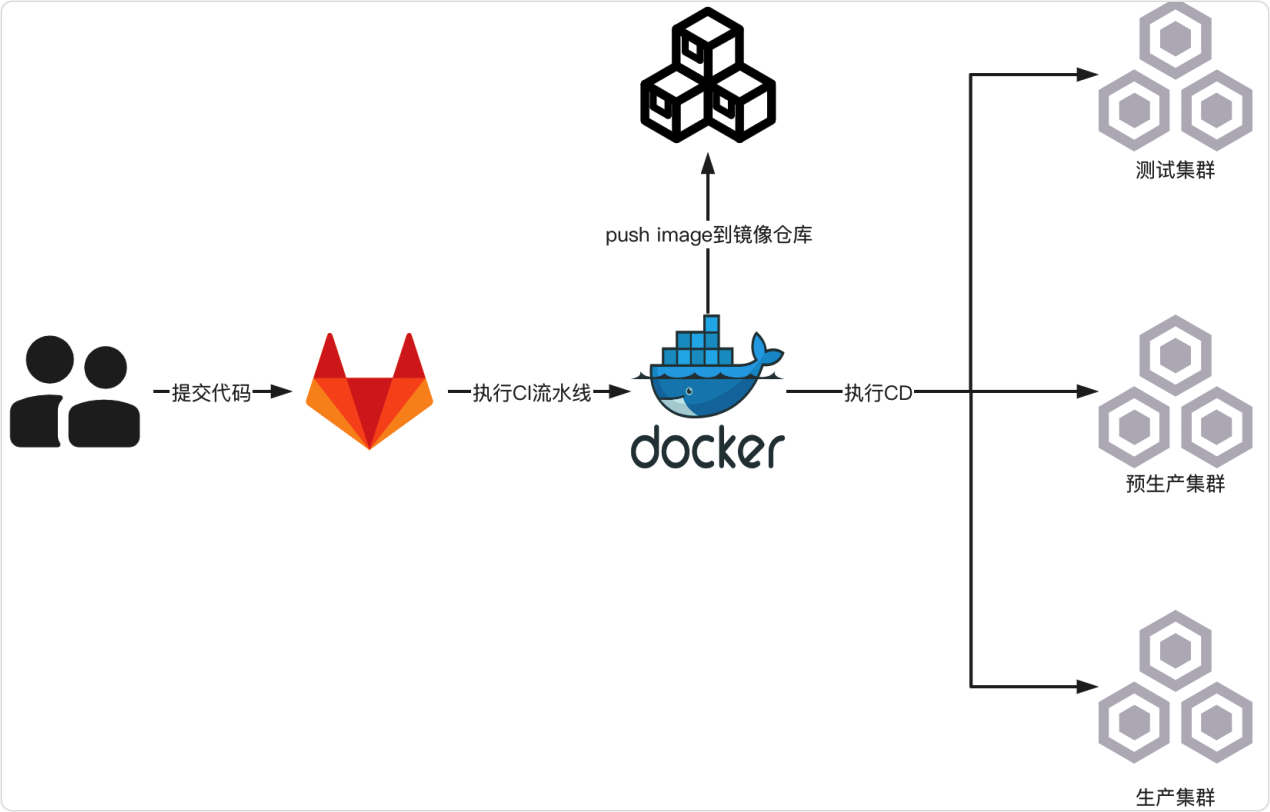 测试集群
push image到镜像仓库
提交代码
执行CI流水线
执行CD
docker
预生产集群
生产集群